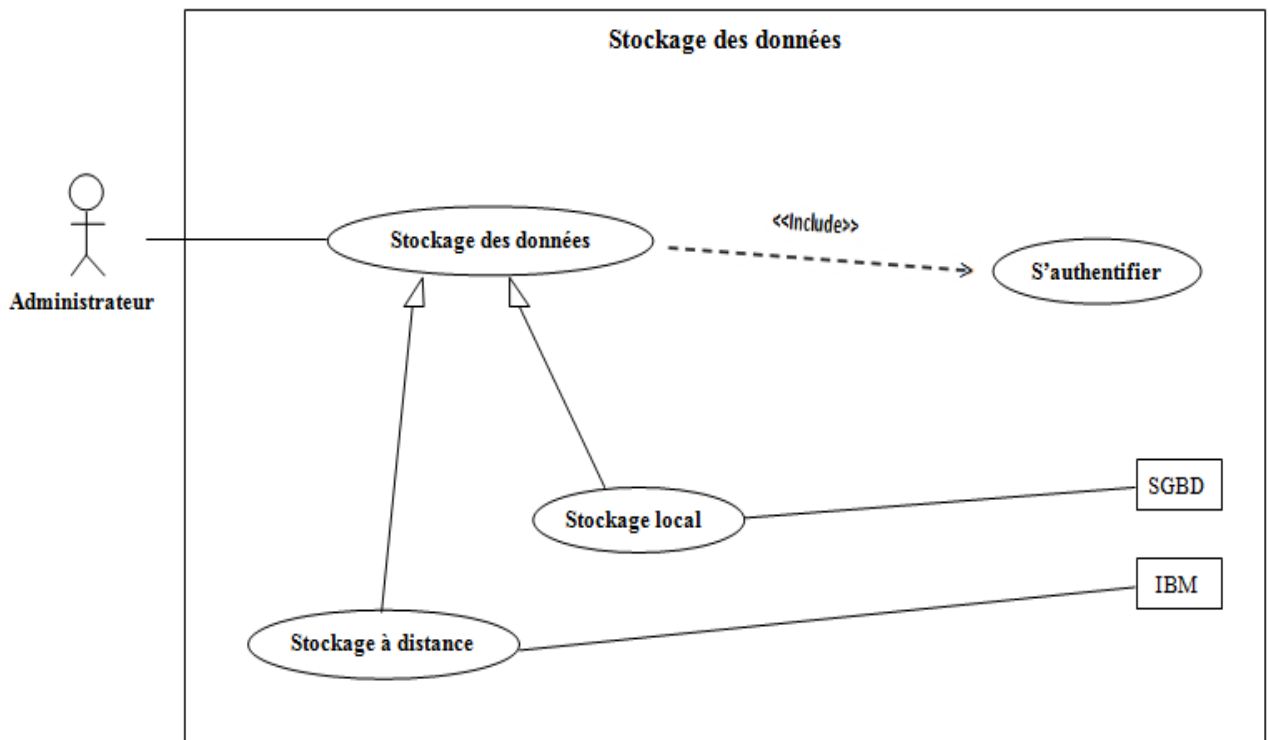 Stockage des données
<<Include>>
Stockage des données
S’authentifier
Administrateur
SGBD
Stockage local
IBM
Stockage à distance